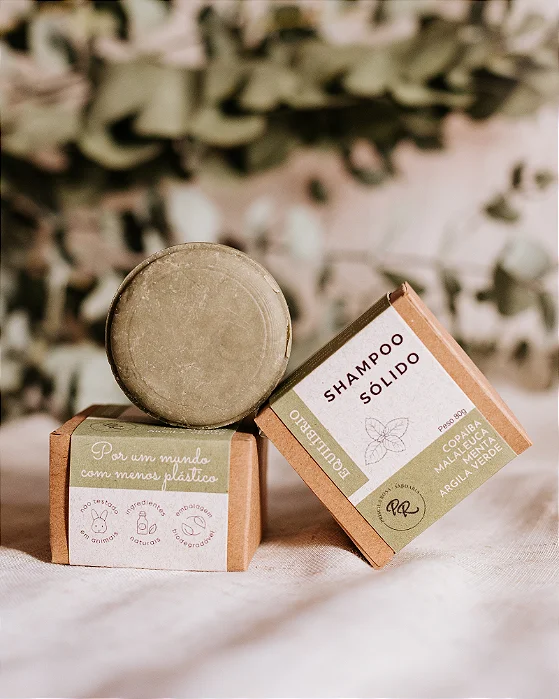 Por um mundo
com menos plástico
não testado
em animais
ingredientes
naturais
embalagem
biodegradável
SHAMPOO
SÓLIDO
Peso 80g
EQUILÍBRIO
COPAÍBA
MALALEUCA
MENTA
ARGILA VERDE
PR